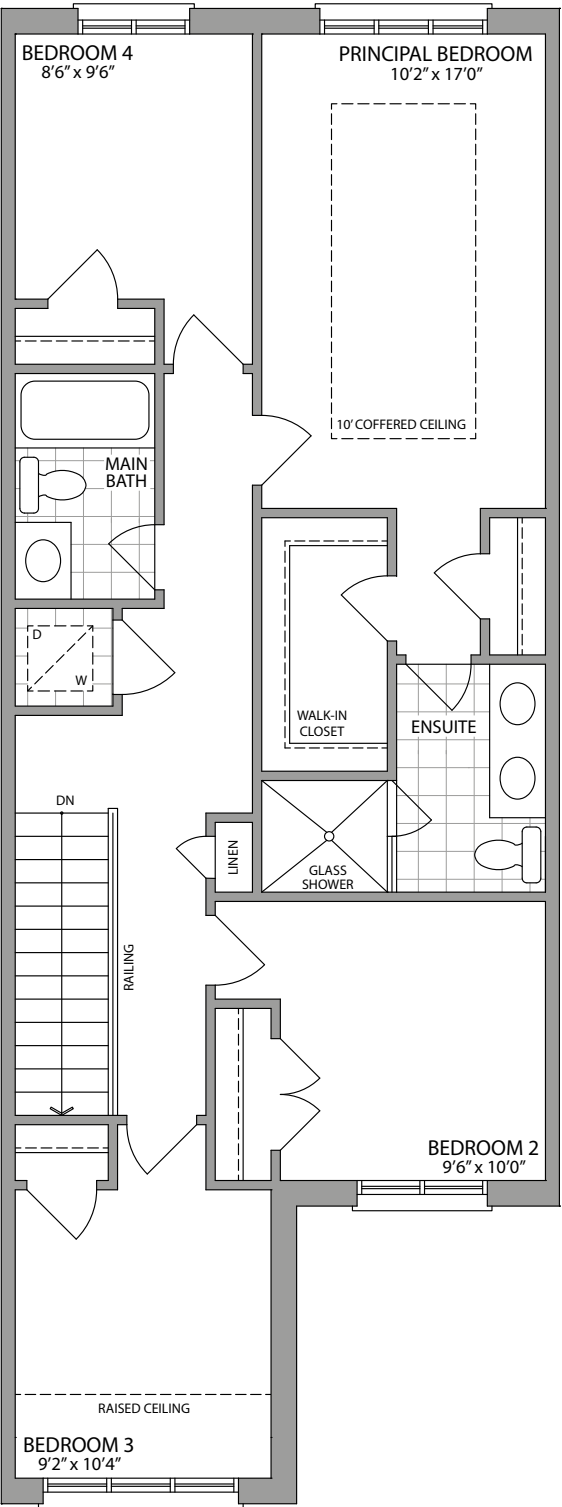 BEDROOM 4
8'6" x 9'6"
PRINCIPAL BEDROOM
10'2" x 17'0"
10' COFFERED CEILING
MAIN
BATH
D
W
WALK-IN
CLOSET
ENSUITE
DN
LINEN
GLASS
SHOWER
RAILING
BEDROOM 2
9'6" x 10'0"
RAISED CEILING
BEDROOM 3
9'2" x 10'4"